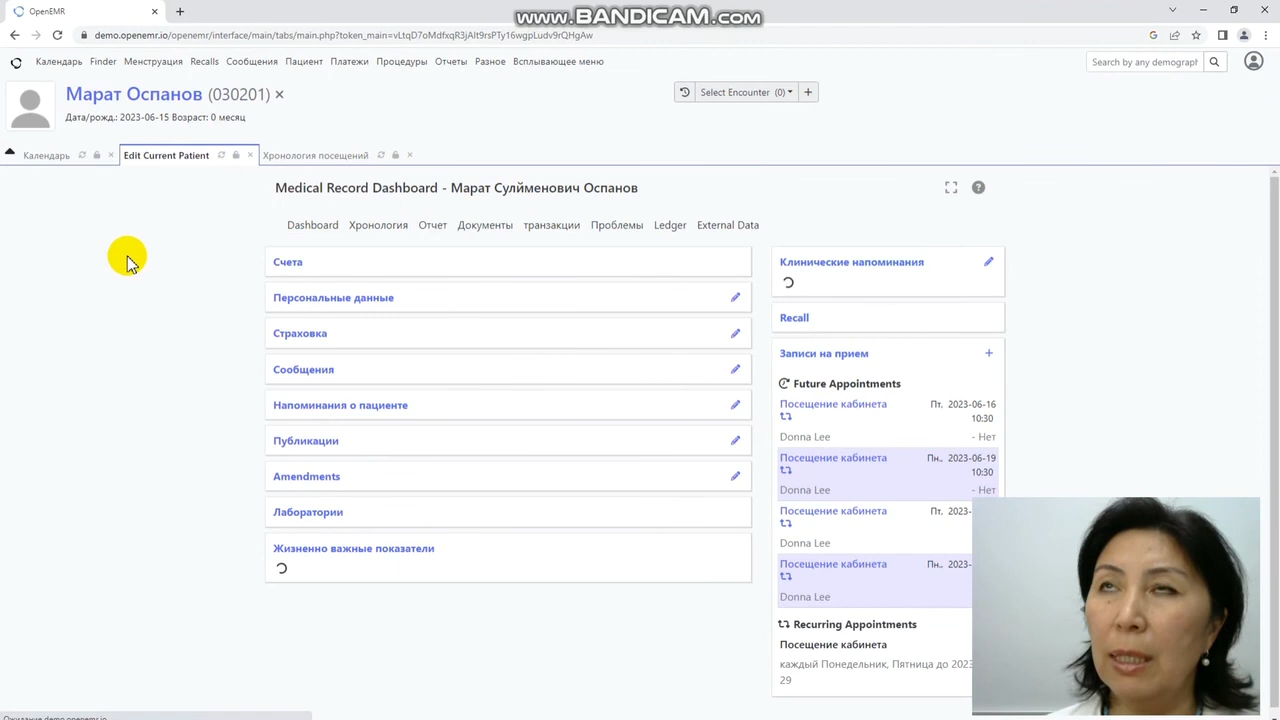 OpenEMR
www.BANDICAM.com
demo.openemr.io/openemr/interface/main/tabs/main.php?token_main=vLtqD7oMdfxqR3jAlt9rsPTy16wgpLudv9rQHgAw
Календарь Finder Менструация Recalls Сообщения Пациент Платежи Процедуры Отчеты Разное Всплывающее меню
Search by any demograph
Марат Оспанов (030201)
Select Encounter (0)
Дата/рожд.: 2023-06-15 Возраст: 0 месяц
Календарь Edit Current Patient Хронология посещений
Medical Record Dashboard - Марат Сулйменович Оспанов
Dashboard Хронология Отчет Документы транзакции Проблемы Ledger External Data
Счета
Персональные данные
Страховка
Сообщения
Напоминания о пациенте
Публикации
Amendments
Лаборатории
Жизненно важные показатели
Клинические напоминания
Recall
Записи на прием
Future Appointments
Посещение кабинета Пт. 2023-06-16
10:30
Donna Lee - Нет
Посещение кабинета Пн.. 2023-06-19
10:30
Donna Lee - Нет
Посещение кабинета Пт. 2023-
Donna Lee
Посещение кабинета Пн.. 2023-
Donna Lee
Recurring Appointments
Посещение кабинета
каждый Понедельник, Пятница до 2023
29
Ожидание demo.openemr.io